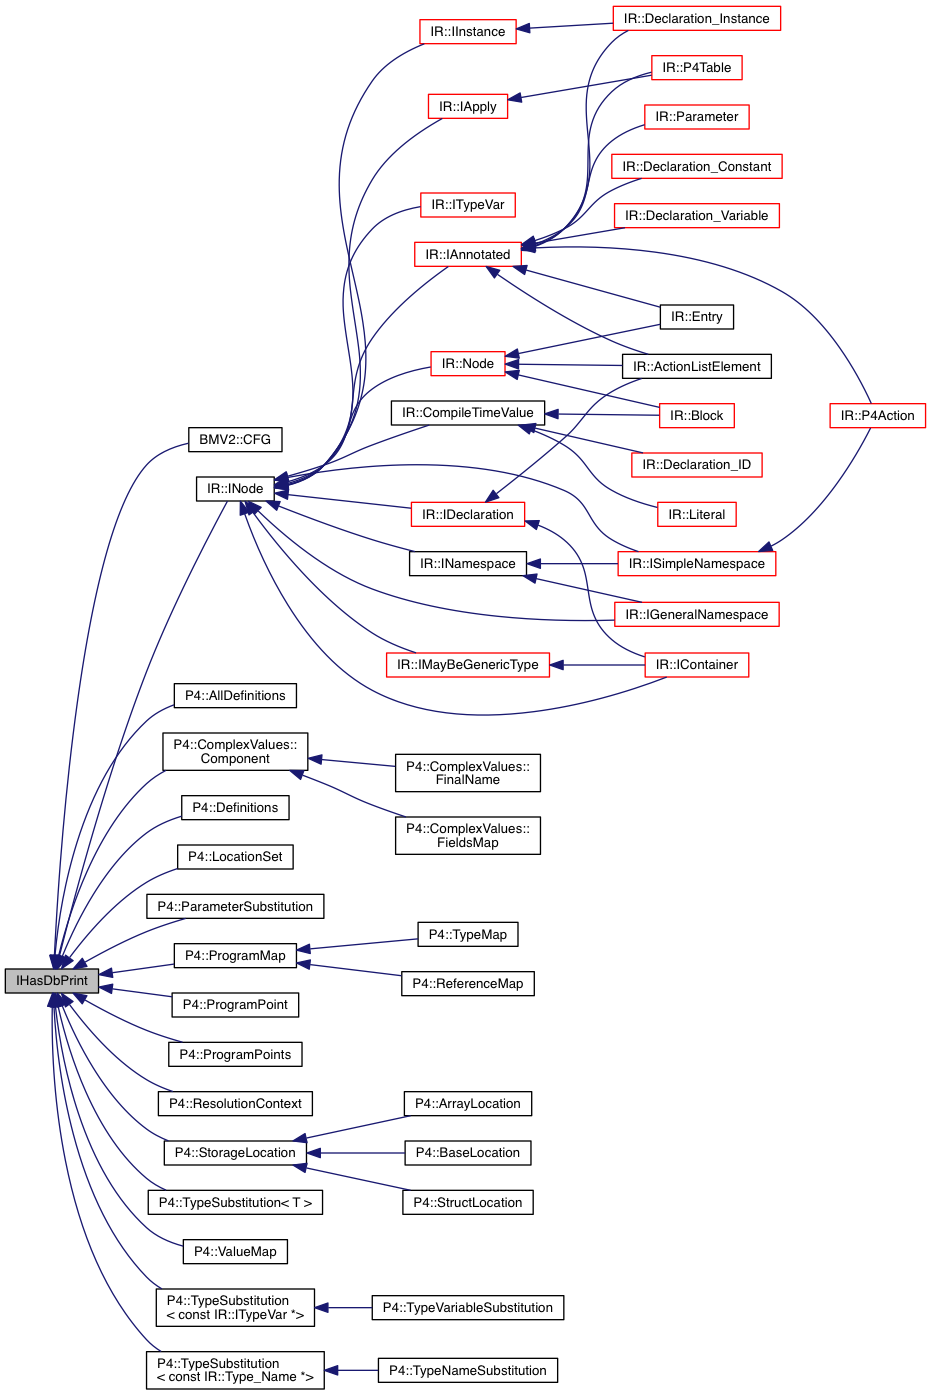 IR::IInstance
IR::Declaration_Instance
IR::P4Table
IR::IApply
IR::Parameter
IR::Declaration_Constant
IR::ITypeVar
IR::Declaration_Variable
IR::IAnnotated
IR::Entry
IR::Node
IR::ActionListElement
IR::CompileTimeValue
IR::Block
IR::P4Action
BMV2::CFG
IR::Declaration_ID
IR::INode
IR::IDeclaration
IR::Literal
IR::INamespace
IR::ISimpleNamespace
IR::IGeneralNamespace
IR::IMayBeGenericType
IR::IContainer
P4::AllDefinitions
P4::ComplexValues::
Component
P4::ComplexValues::
FinalName
P4::Definitions
P4::ComplexValues::
FieldsMap
P4::LocationSet
P4::ParameterSubstitution
P4::TypeMap
P4::ProgramMap
IHasDbPrint
P4::ReferenceMap
P4::ProgramPoint
P4::ProgramPoints
P4::ResolutionContext
P4::ArrayLocation
P4::StorageLocation
P4::BaseLocation
P4::TypeSubstitution< T >
P4::StructLocation
P4::ValueMap
P4::TypeSubstitution
< const IR::ITypeVar *>
P4::TypeVariableSubstitution
P4::TypeSubstitution
< const IR::Type_Name *>
P4::TypeNameSubstitution